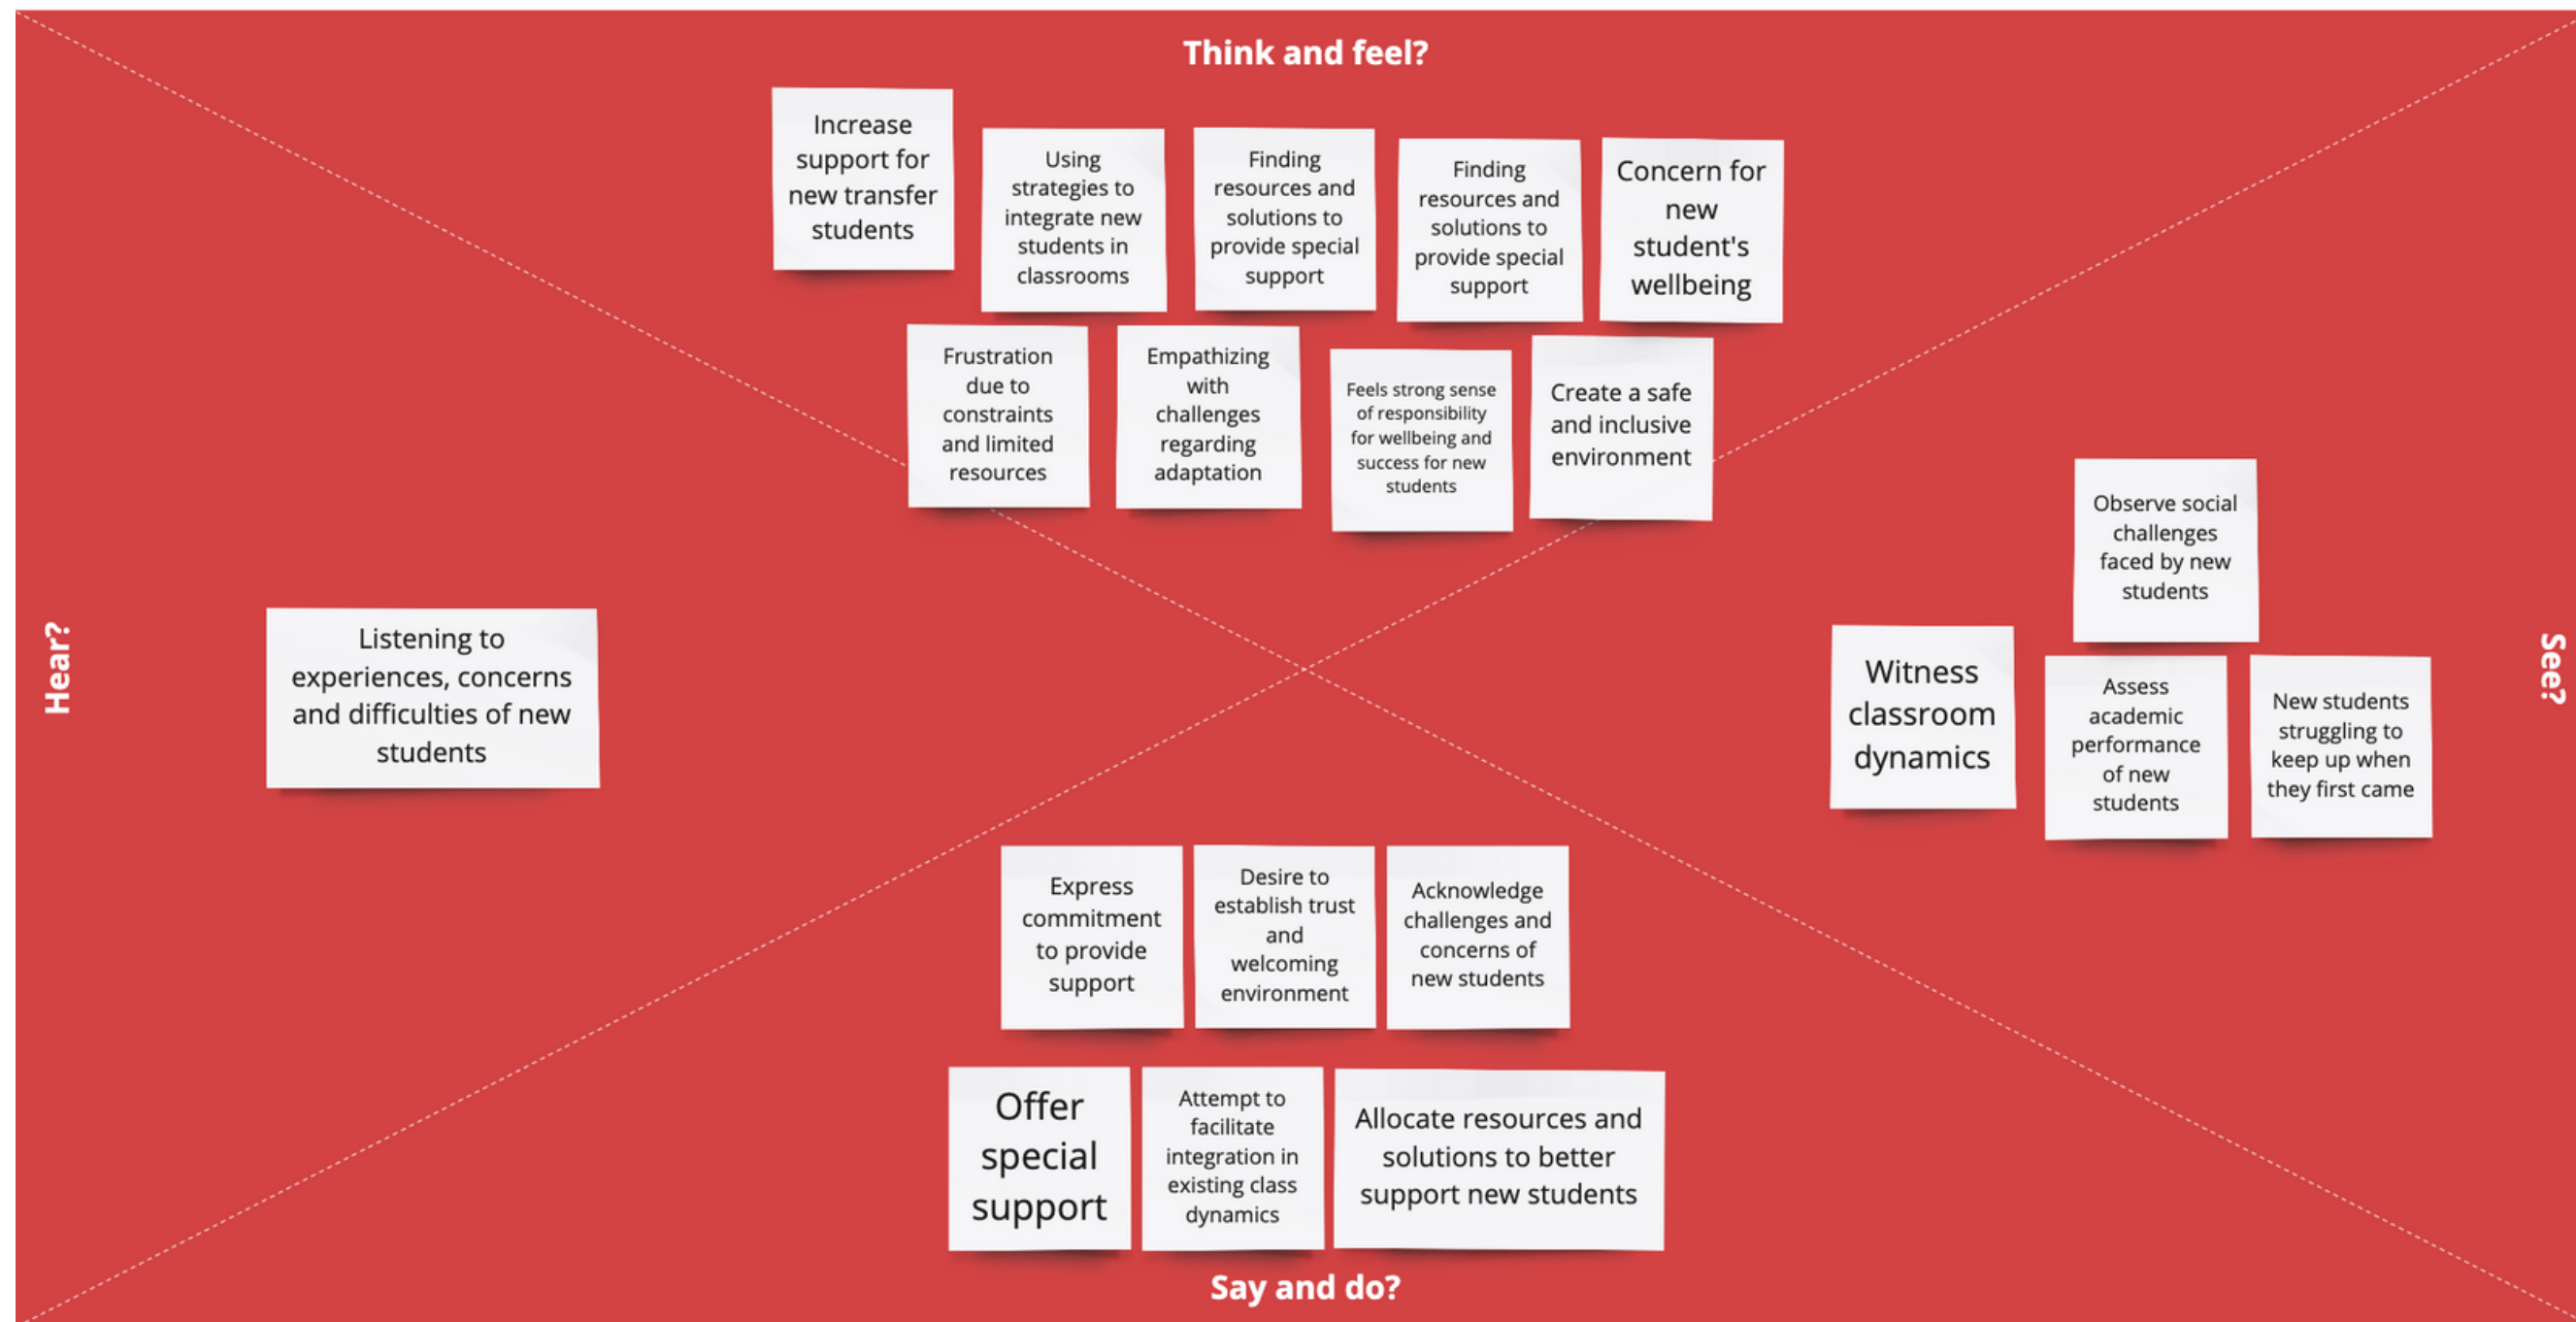 Think and feel?
Increase
support for
new transfer
students
Using
strategies to
integrate new
students in
classrooms
Finding
resources and
solutions to
provide special
support
Finding
resources and
solutions to
provide special
support
Concern for
new
student's
wellbeing
Frustration
due to
constraints
and limited
resources
Empathizing
with
challenges
regarding
adaptation
Feels strong sense
of responsibility
for wellbeing and
success for new
students
Create a safe
and inclusive
environment
Hear?
Listening to
experiences, concerns
and difficulties of new
students
Observe social
challenges
faced by new
students
Witness
classroom
dynamics
Assess
academic
performance
of new
students
New students
struggling to
keep up when
they first came
See?
Express
commitment
to provide
support
Desire to
establish trust
and
welcoming
environment
Acknowledge
challenges and
concerns of
new students
Offer
special
support
Attempt to
facilitate
integration in
existing class
dynamics
Allocate resources and
solutions to better
support new students
Say and do?